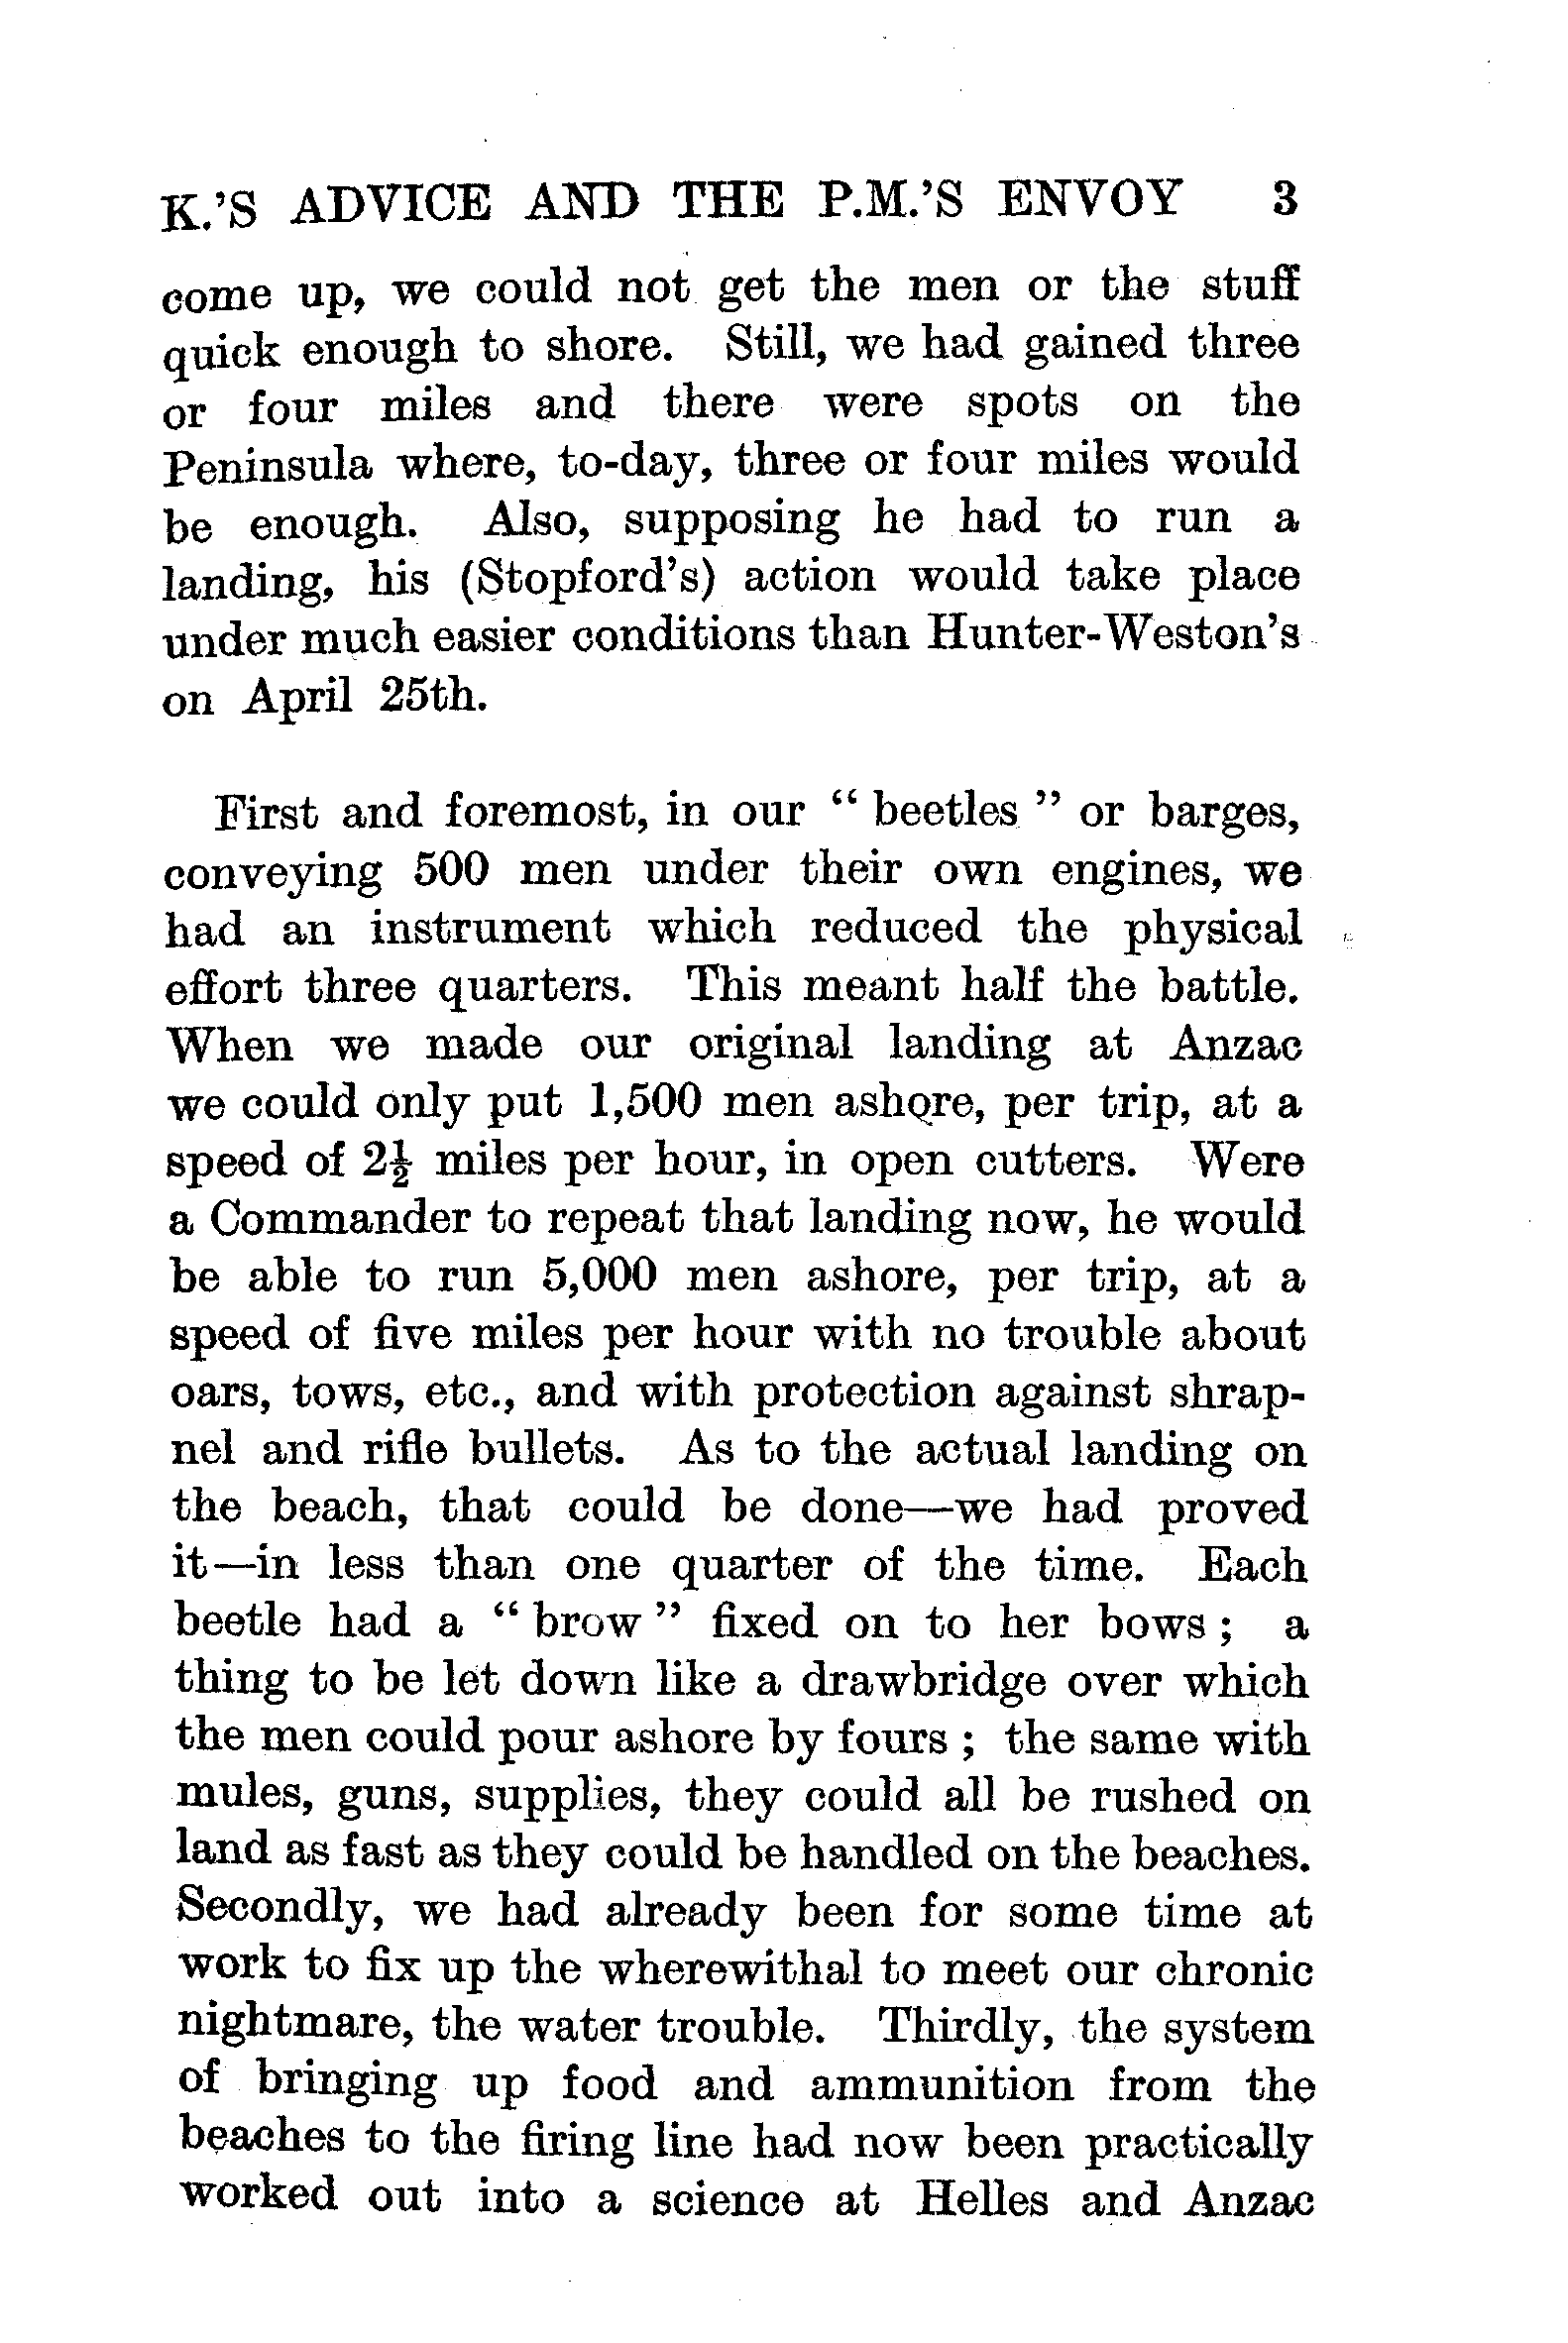 K.'S ADVICE AND THE P.M.'S ENVOY 3
come up, we could not get the men or the stuff
quick enough to shore. Still, we had gained three
or four miles and there were spots on the
Peninsula where, to-day, three or four miles would
be enough. Also, supposing he had to run a
landing, his (Stopford's) action would take place
under much easier conditions than Hunter-Weston's
on April 25th.
First and foremost, in our “ beetles ” or barges,
conveying 500 men under their own engines, we
had an instrument which reduced the physical
effort three quarters. This meant half the battle.
When we made our original landing at Anzac
we could only put 1,500 men ashore, per trip, at a
speed of 2½ miles per hour, in open cutters. Were
a Commander to repeat that landing now, he would
be able to run 5,000 men ashore, per trip, at a
speed of five miles per hour with no trouble about
oars, tows, etc., and with protection against shrap-
nel and rifle bullets. As to the actual landing on
the beach, that could be done—we had proved
it—in less than one quarter of the time. Each
beetle had a “ brow ” fixed on to her bows ; a
thing to be let down like a drawbridge over which
the men could pour ashore by fours ; the same with
mules, guns, supplies, they could all be rushed on
land as fast as they could be handled on the beaches.
Secondly, we had already been for some time at
work to fix up the wherewithal to meet our chronic
nightmare, the water trouble. Thirdly, the system
of bringing up food and ammunition from the
beaches to the firing line had now been practically
worked out into a science at Helles and Anzac